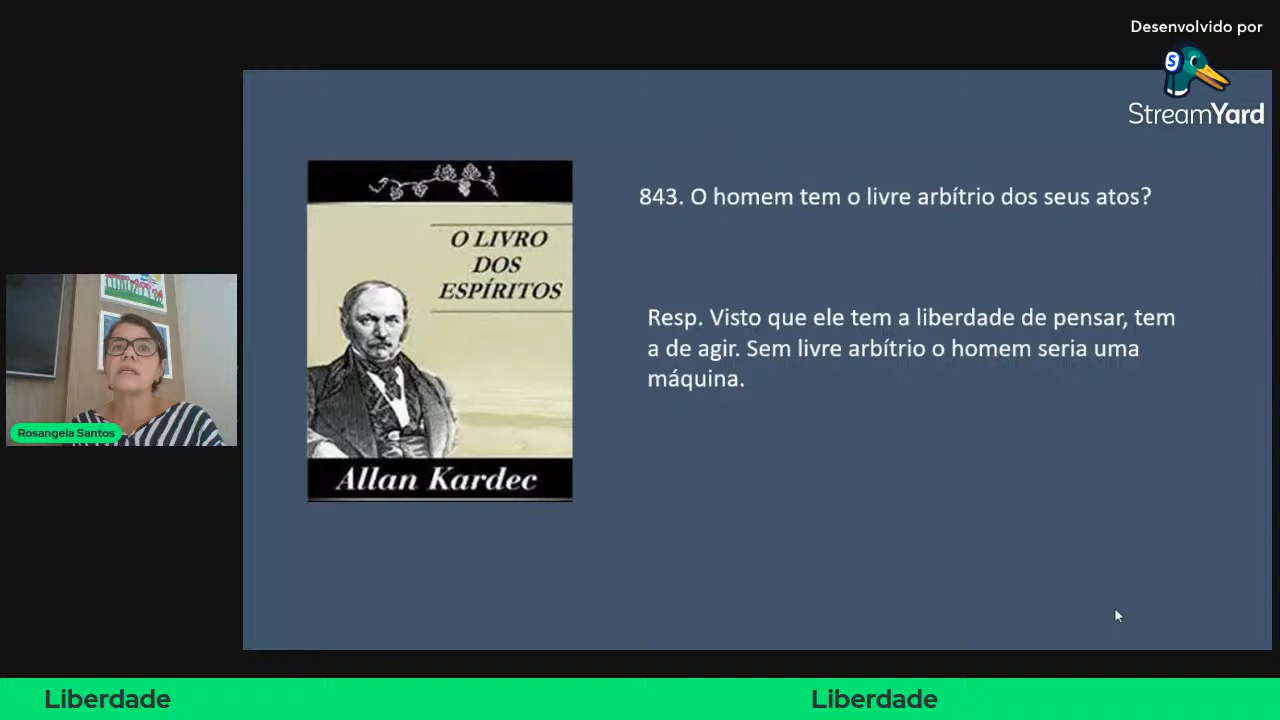 Desenvolvido por
S
StreamYard
O LIVRO
DOS
ESPÍRITOS
Allan Kardec
843. O homem tem o livre arbítrio dos seus atos?
Resp. Visto que ele tem a liberdade de pensar, tem
a de agir. Sem livre arbítrio o homem seria uma
máquina.
Rosangela Santos
Liberdade
Liberdade